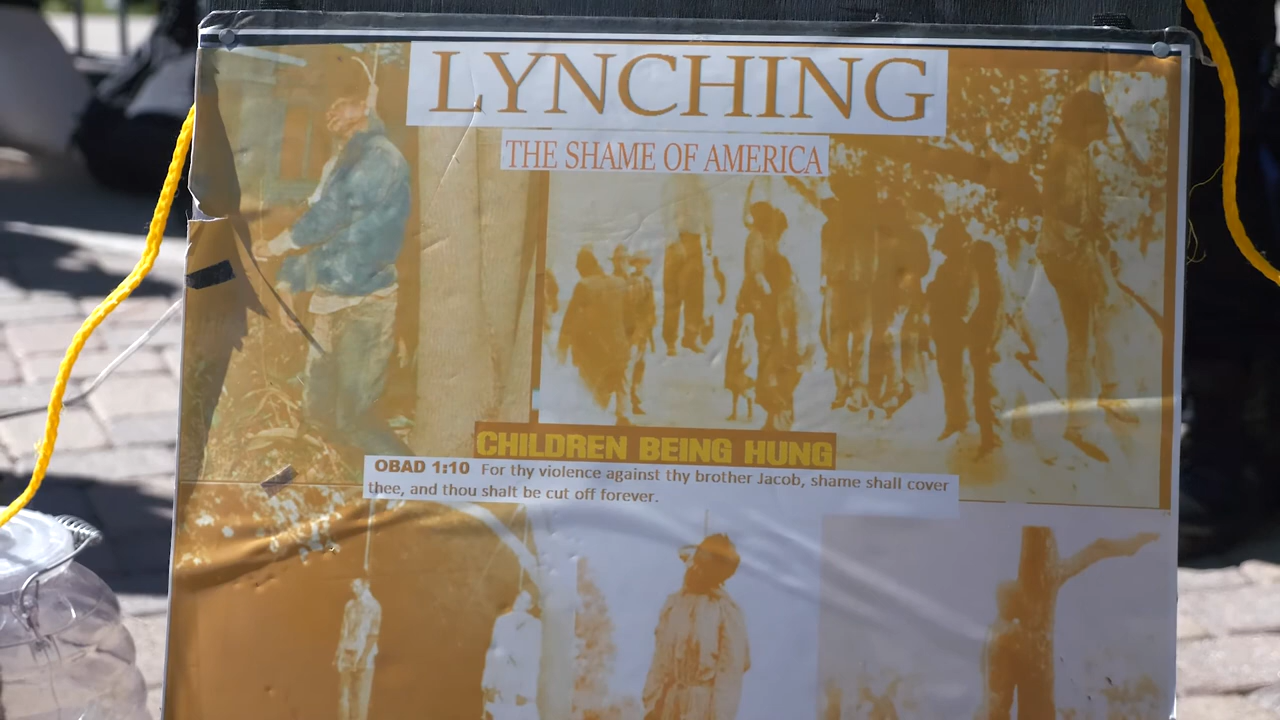 LYNCHING
THE SHAME OF AMERICA
CHILDREN BEING HUNG
OBAD 1:10 For thy violence against thy brother Jacob, shame shall cover
thee, and thou shalt be cut off forever.